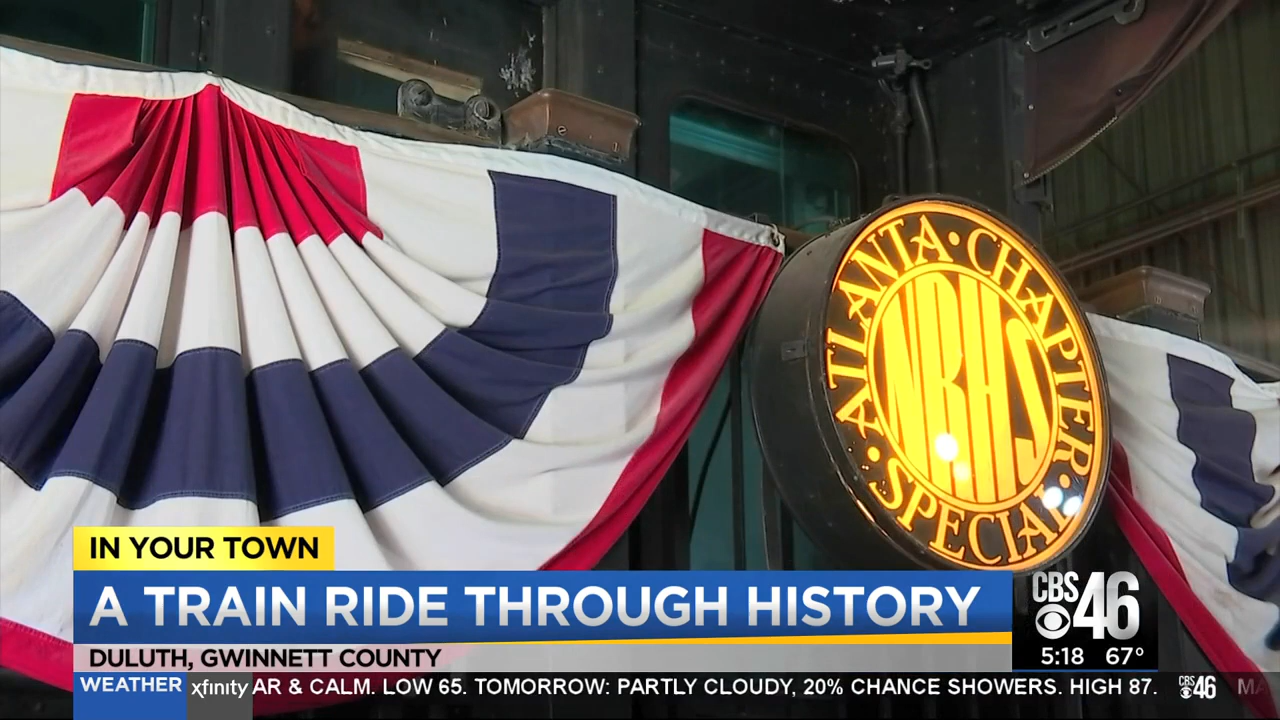 ATLANTA • CHAPTER •
NRHS
• SPECIAL
IN YOUR TOWN
A TRAIN RIDE THROUGH HISTORY
DULUTH, GWINNETT COUNTY
CBS 46
5:18 67°
WEATHER xfinity AR & CALM. LOW 65. TOMORROW: PARTLY CLOUDY, 20% CHANCE SHOWERS. HIGH 87. CBS 46